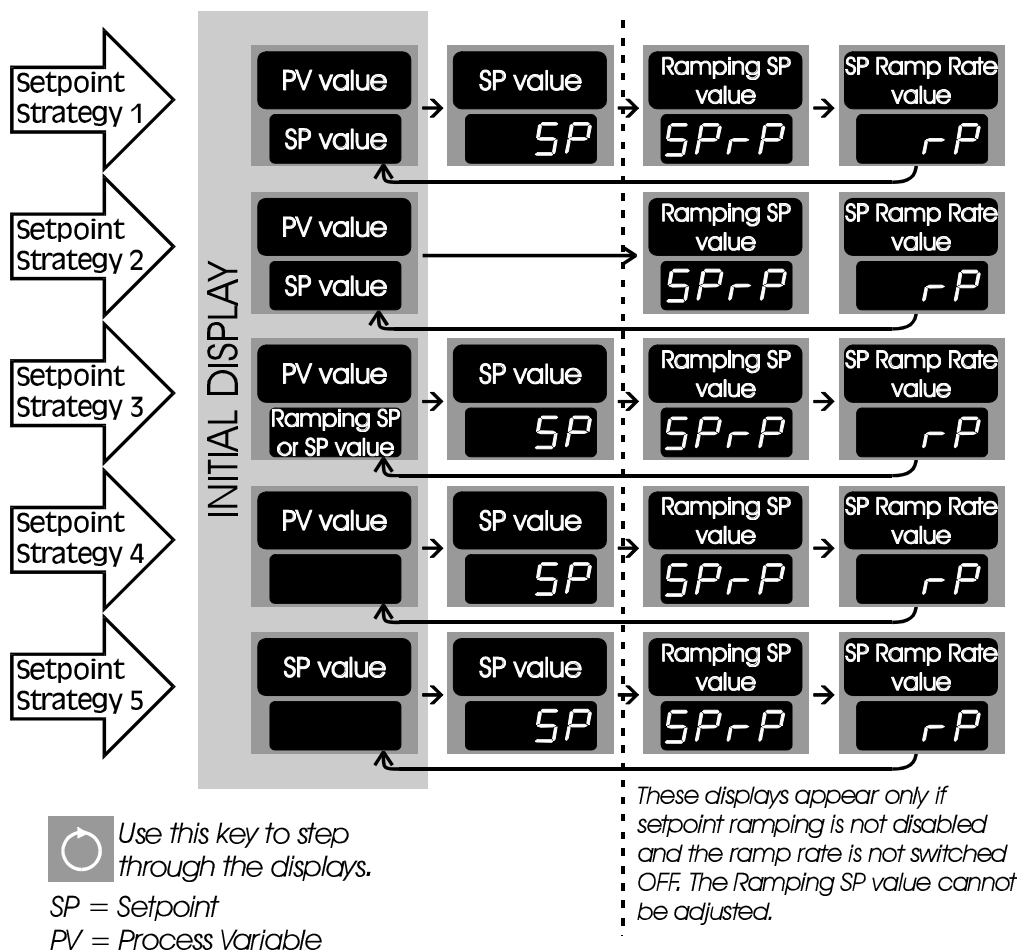 Setpoint
Strategy 1
PV value
SP value
SP value
SP
Ramping SP
value
SPrP
SP Ramp Rate
value
rP
Setpoint
Strategy 2
PV value
SP value
Ramping SP
value
SPrP
SP Ramp Rate
value
rP
Setpoint
Strategy 3
PV value
Ramping SP
or SP value
SP value
SP
Ramping SP
value
SPrP
SP Ramp Rate
value
rP
Setpoint
Strategy 4
PV value
SP value
SP
Ramping SP
value
SPrP
SP Ramp Rate
value
rP
Setpoint
Strategy 5
SP value
SP value
SP
Ramping SP
value
SPrP
SP Ramp Rate
value
rP
INITIAL DISPLAY
Use this key to step
through the displays.
SP = Setpoint
PV = Process Variable
These displays appear only if
setpoint ramping is not disabled
and the ramp rate is not switched
OFF. The Ramping SP value cannot
be adjusted.